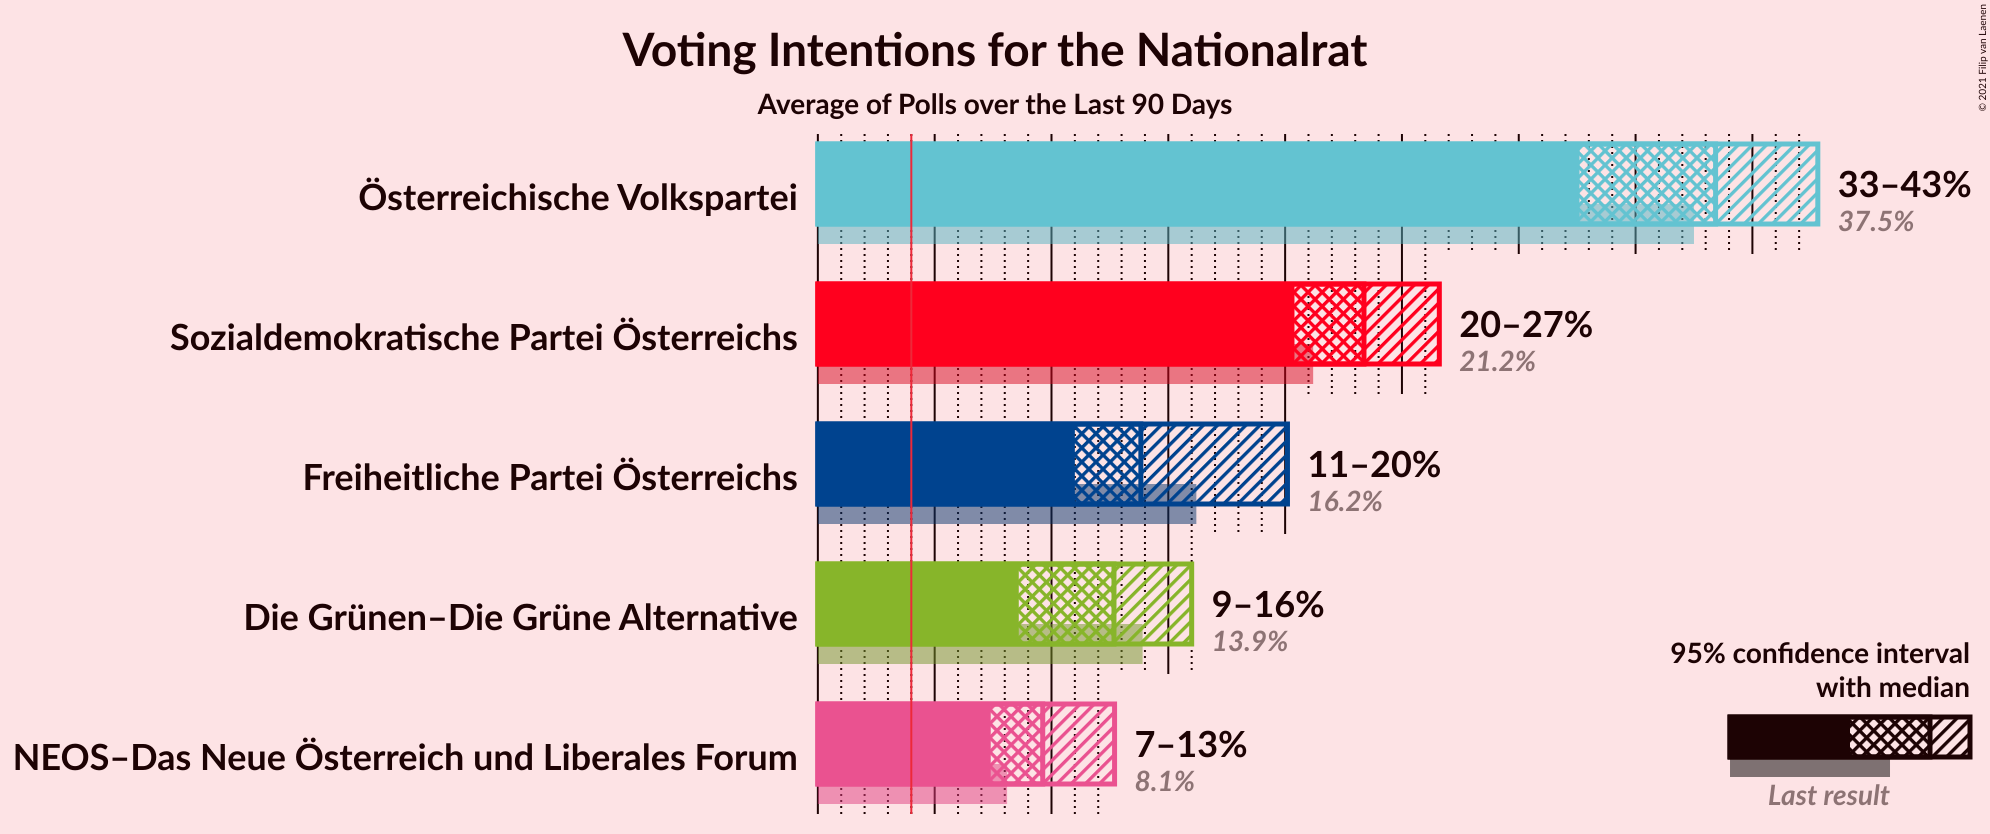 Voting Intentions for the Nationalrat
Average of Polls over the Last 90 Days
© 2021 Filip van Laenen
Österreichische Volkspartei
33–43%
37.5%
Sozialdemokratische Partei Österreichs
20–27%
21.2%
Freiheitliche Partei Österreichs
11–20%
16.2%
Die Grünen–Die Grüne Alternative
9–16%
13.9%
NEOS–Das Neue Österreich und Liberales Forum
7–13%
8.1%
95% confidence interval
with median
Last result